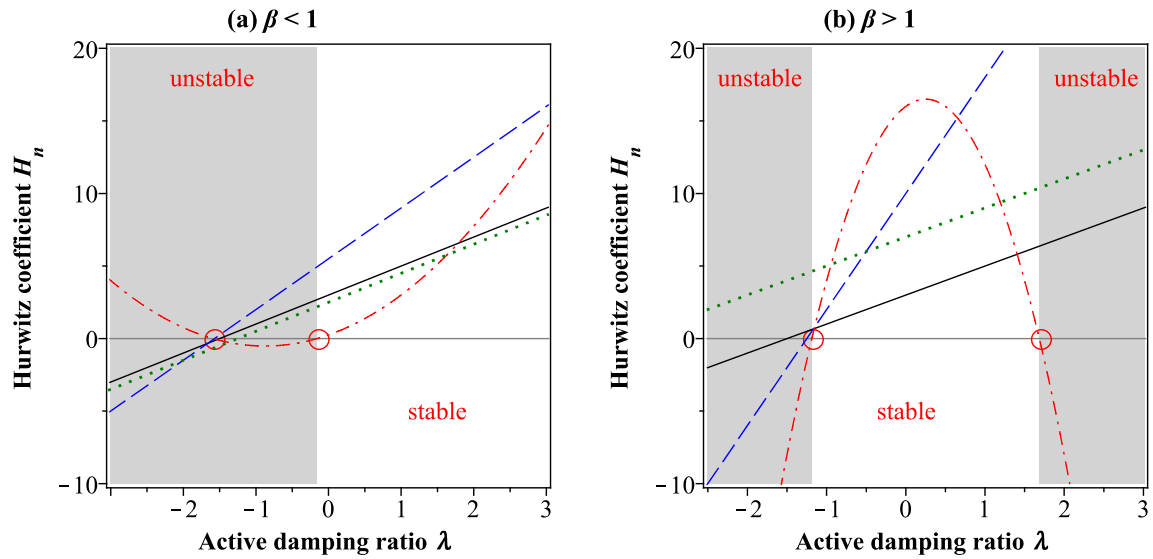 (a) β < 1
20
10
0
−10
−2
−1
0
1
2
3
unstable
stable
Hurwitz coefficient Hₙ
Active damping ratio λ
(b) β > 1
20
10
0
−10
−2
−1
0
1
2
3
unstable
unstable
stable
Hurwitz coefficient Hₙ
Active damping ratio λ